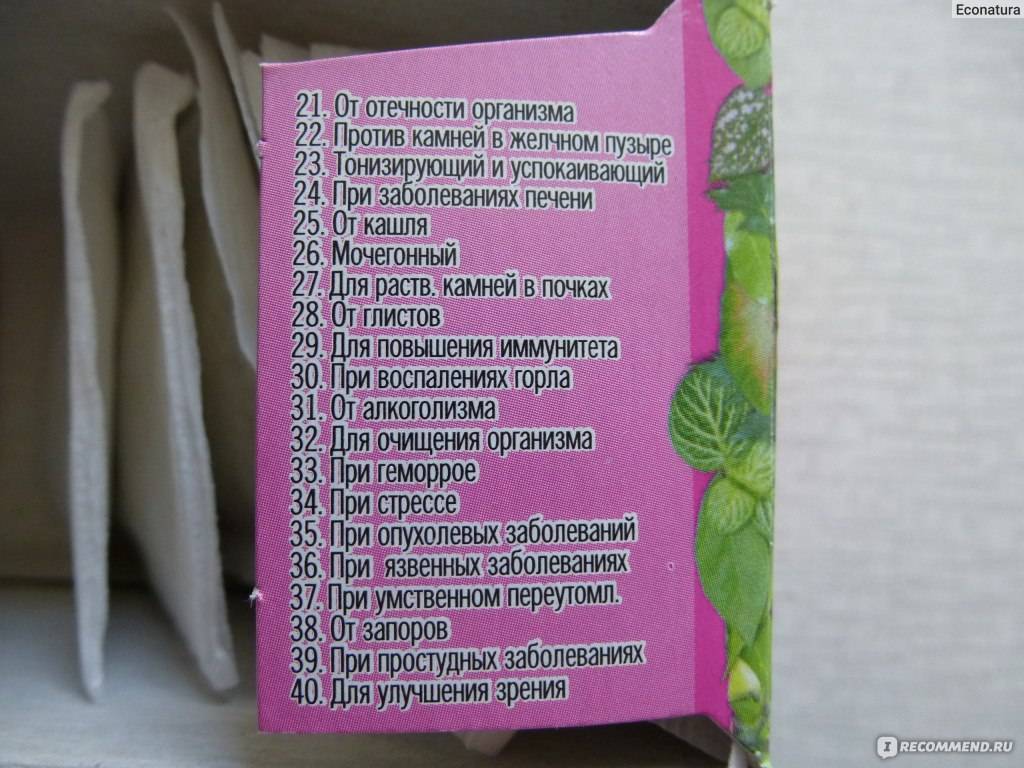 Econatura
21. От отечности организма
22. Против камней в желчном пузыре
23. Тонизирующий и успокаивающий
24. При заболеваниях печени
25. От кашля
26. Мочегонный
27. Для раств. камней в почках
28. От глистов
29. Для повышения иммунитета
30. При воспалениях горла
31. От алкоголизма
32. Для очищения организма
33. При геморрое
34. При стрессе
35. При опухолевых заболеваний
36. При язвенных заболеваниях
37. При умственном переутомл.
38. От запоров
39. При простудных заболеваниях
40. Для улучшения зрения
IRECOMMEND.RU